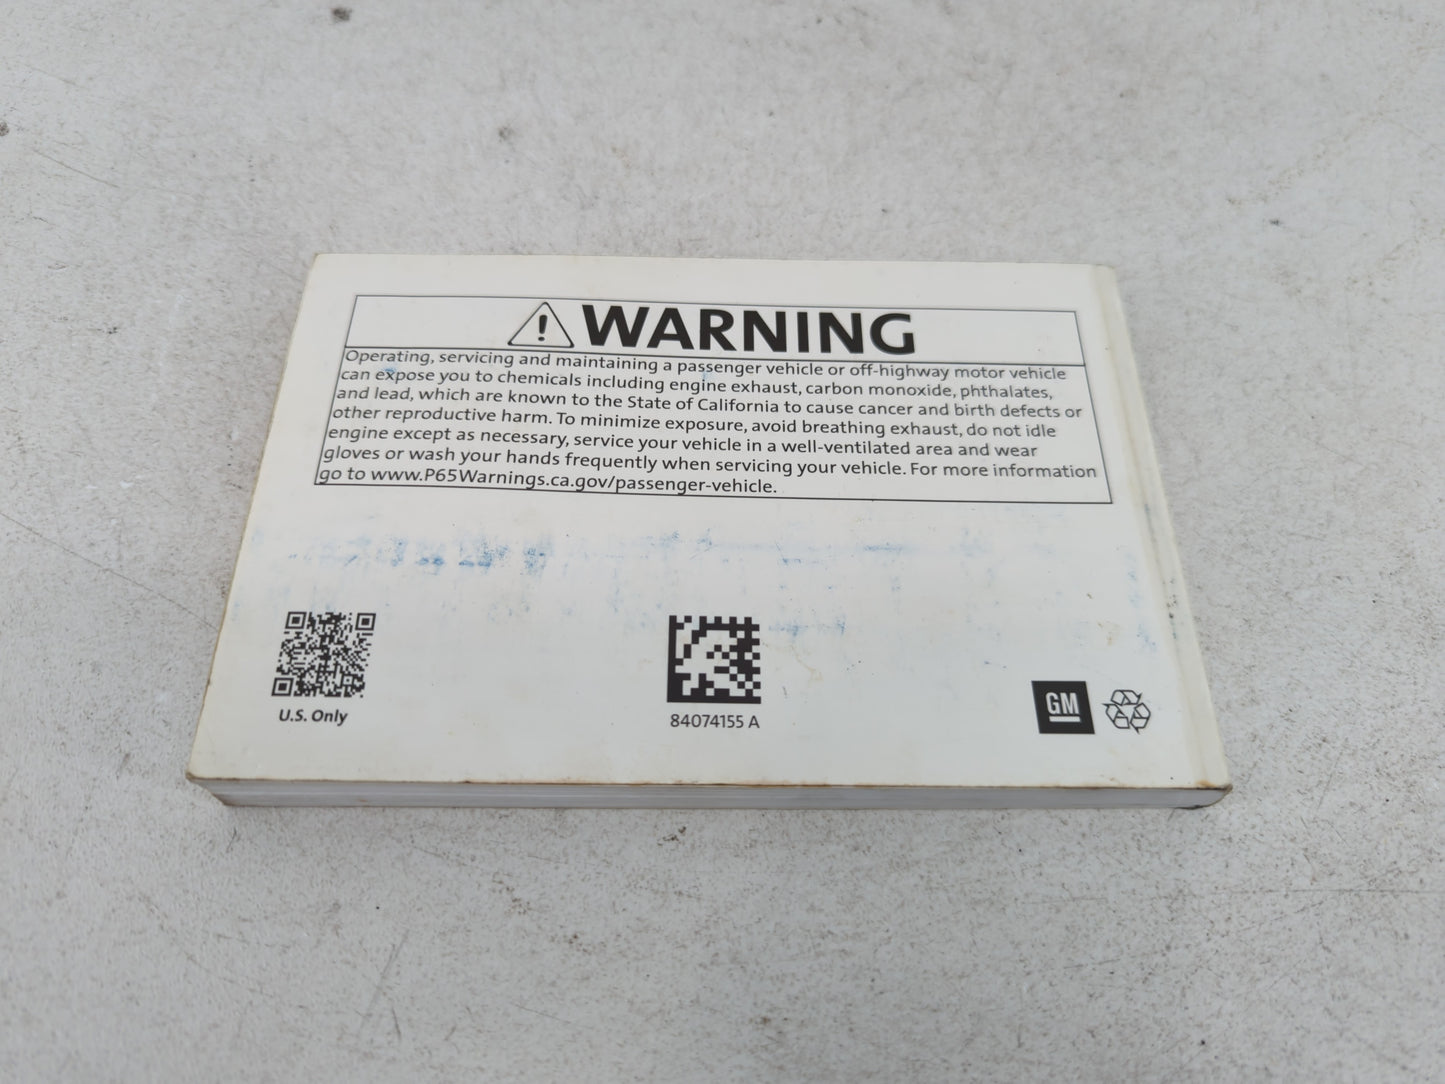 WARNING
Operating, servicing and maintaining a passenger vehicle or off-highway motor vehicle
can expose you to chemicals including engine exhaust, carbon monoxide, phthalates,
and lead, which are known to the State of California to cause cancer and birth defects or
other reproductive harm. To minimize exposure, avoid breathing exhaust, do not idle
engine except as necessary, service your vehicle in a well-ventilated area and wear
gloves or wash your hands frequently when servicing your vehicle. For more information
go to www.P65Warnings.ca.gov/passenger-vehicle.
U.S. Only
84074155 A
GM